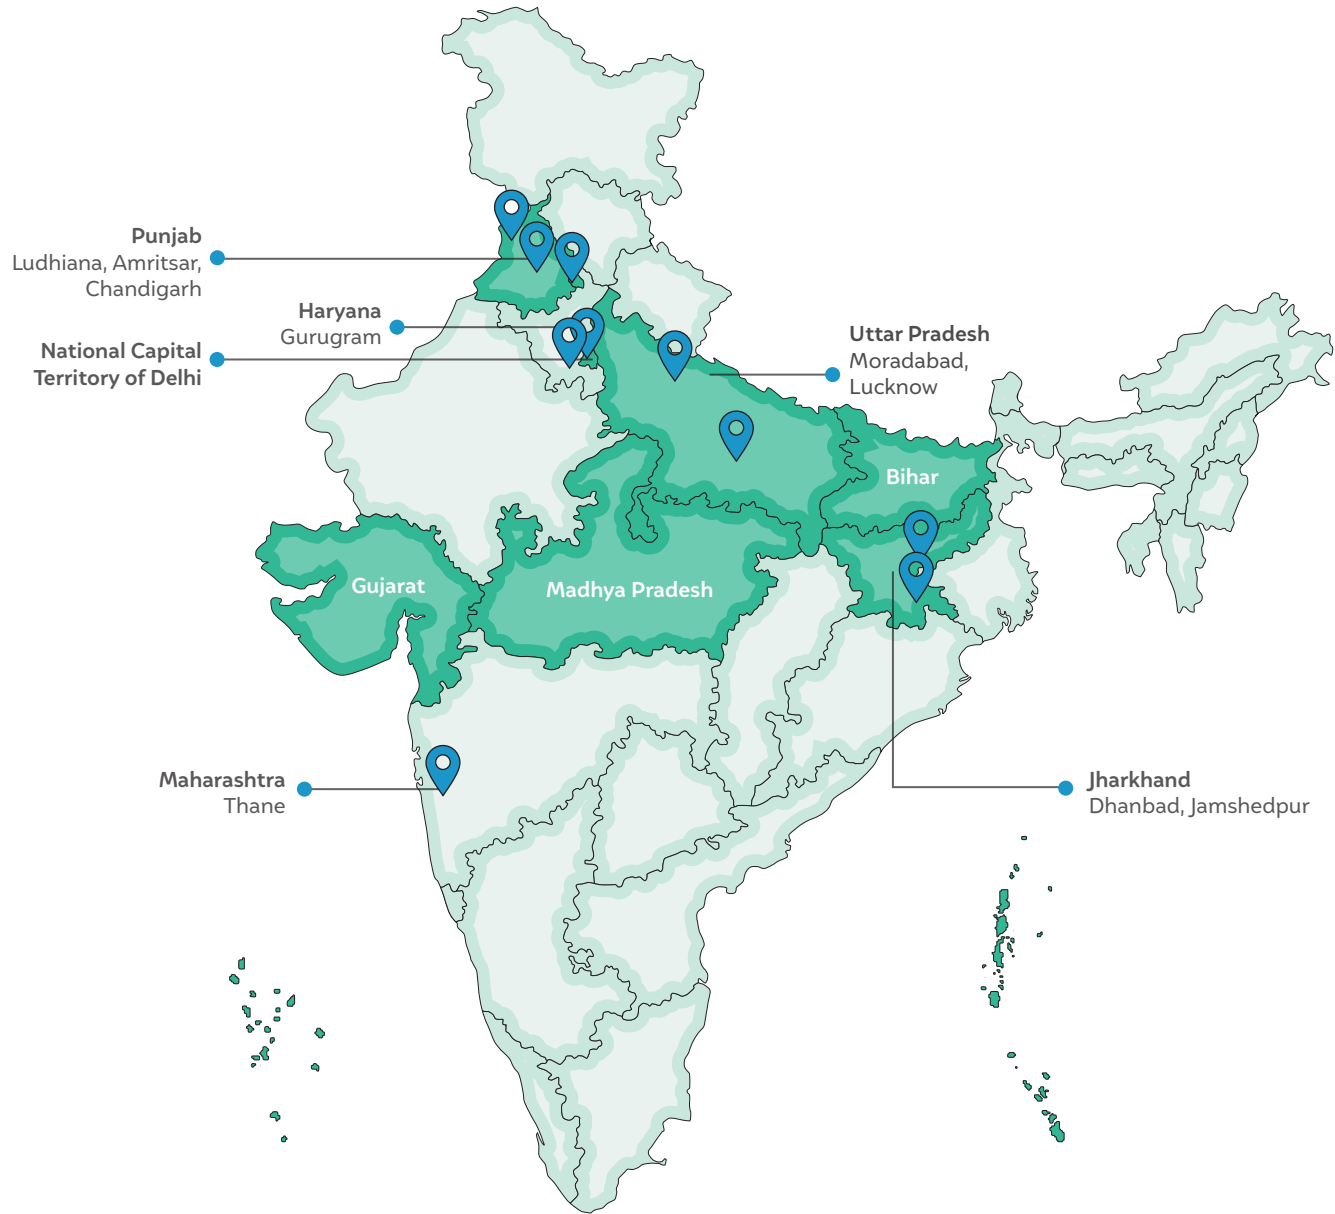 Punjab
Ludhiana, Amritsar,
Chandigarh
Haryana
Gurugram
National Capital
Territory of Delhi
Uttar Pradesh
Moradabad,
Lucknow
Bihar
Gujarat
Madhya Pradesh
Maharashtra
Thane
Jharkhand
Dhanbad, Jamshedpur